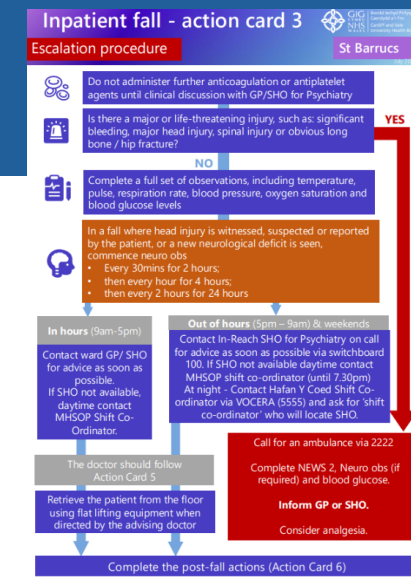 Inpatient fall - action card 3
GIG
CYMRU
NHS
WALES
Escalation procedure
St Barrucs
Do not administer further anticoagulation or antiplatelet
agents until clinical discussion with GP/SHO for Psychiatry
Is there a major or life-threatening injury, such as: significant
bleeding, major head injury, spinal injury or obvious long
bone / hip fracture?
YES
NO
Complete a full set of observations, including temperature,
pulse, respiration rate, blood pressure, oxygen saturation and
blood glucose levels
In a fall where head injury is witnessed, suspected or reported
by the patient, or a new neurological deficit is seen,
commence neuro obs
• Every 30mins for 2 hours;
• then every hour for 4 hours;
• then every 2 hours for 24 hours
In hours (9am-5pm)
Contact ward GP/ SHO
for advice as soon as
possible.
If SHO not available,
daytime contact
MHSOP Shift Co-
Ordinator.
Out of hours (5pm – 9am) & weekends
Contact In-Reach SHO for Psychiatry on call
for advice as soon as possible via switchboard
100. If SHO not available daytime contact
MHSOP shift co-ordinator (until 7.30pm)
At night - Contact Hafan Y Coed Shift Co-
ordinator via VOCERA (5555) and ask for 'shift
co-ordinator' who will locate SHO.
The doctor should follow
Action Card 5
Retrieve the patient from the floor
using flat lifting equipment when
directed by the advising doctor
Call for an ambulance via 2222
Complete NEWS 2, Neuro obs (if
required) and blood glucose.
Inform GP or SHO.
Consider analgesia.
Complete the post-fall actions (Action Card 6)